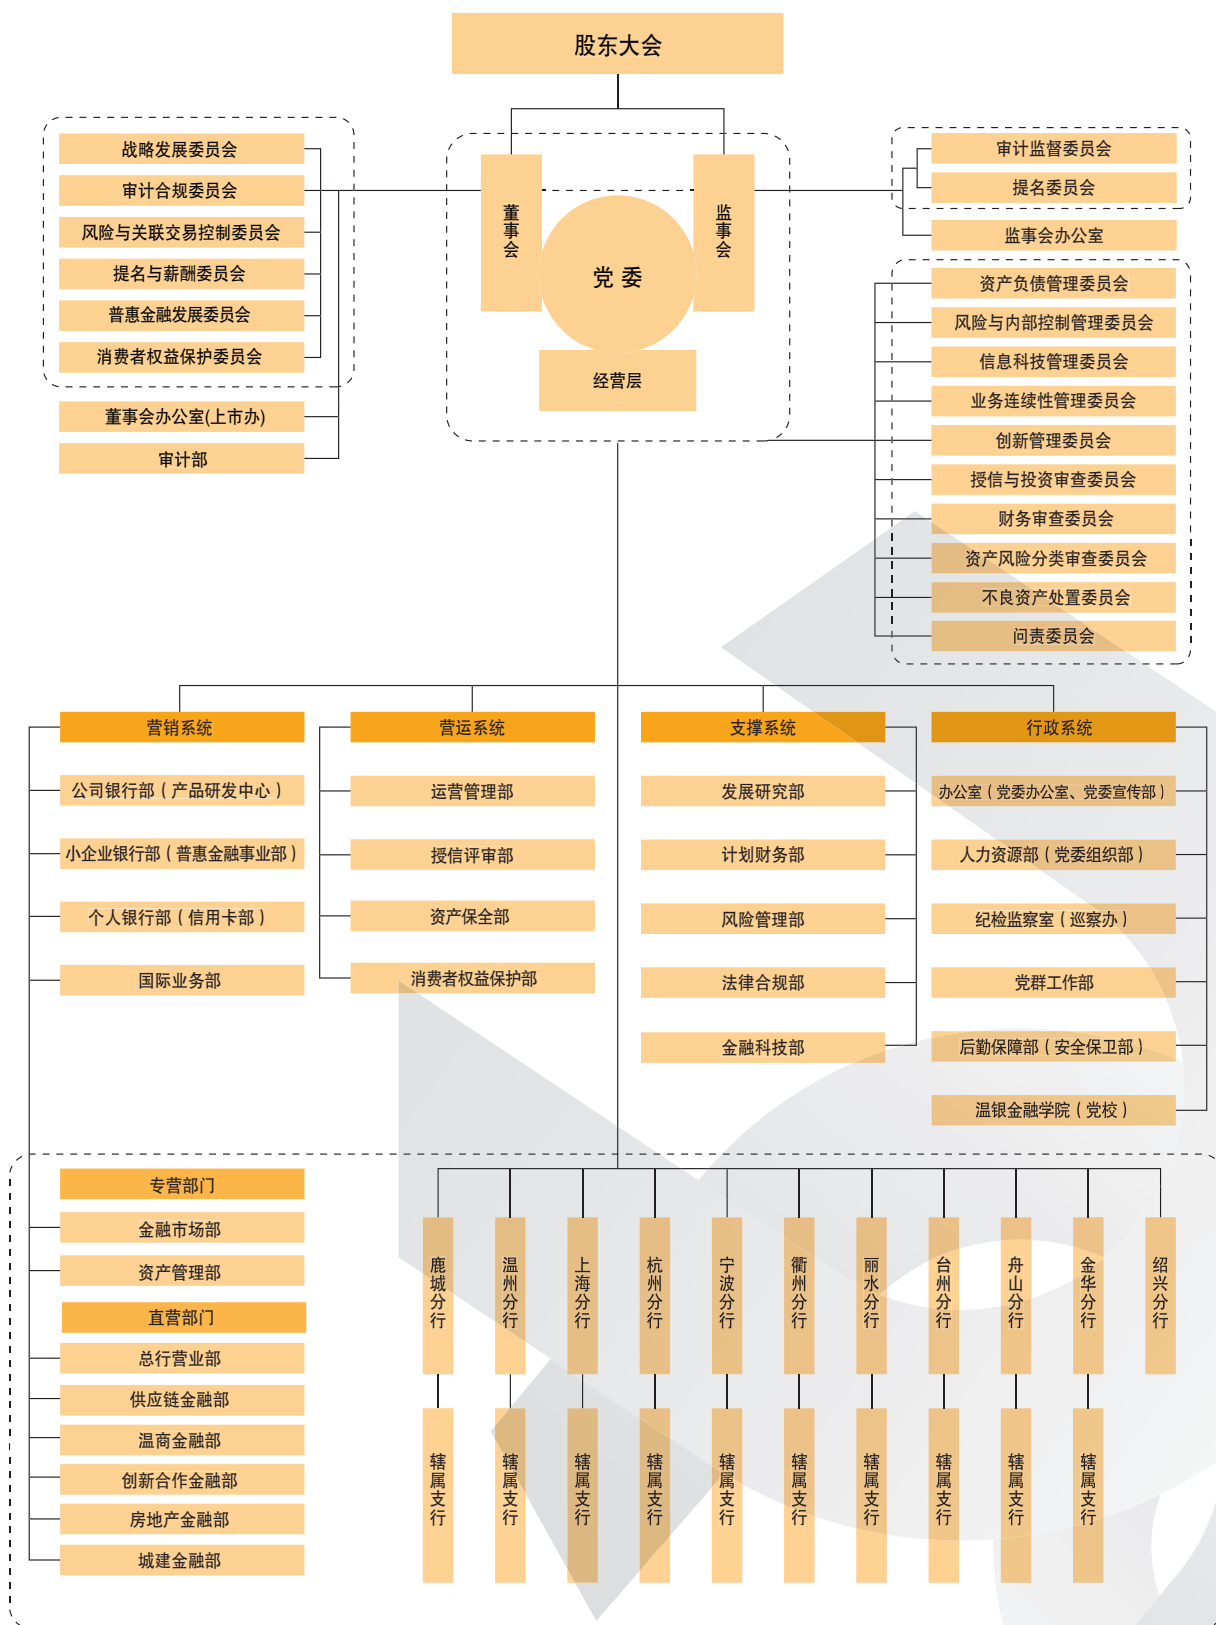 股东大会
战略发展委员会
审计合规委员会
风险与关联交易控制委员会
提名与薪酬委员会
普惠金融发展委员会
消费者权益保护委员会
董事会办公室(上市办)
审计部
董事会
党委
监事会
经营层
审计监督委员会
提名委员会
监事会办公室
资产负债管理委员会
风险与内部控制管理委员会
信息科技管理委员会
业务连续性管理委员会
创新管理委员会
授信与投资审查委员会
财务审查委员会
资产风险分类审查委员会
不良资产处置委员会
问责委员会
营销系统
公司银行部（产品研发中心）
小企业银行部（普惠金融事业部）
个人银行部（信用卡部）
国际业务部
营运系统
运营管理部
授信评审部
资产保全部
消费者权益保护部
支撑系统
发展研究部
计划财务部
风险管理部
法律合规部
金融科技部
行政系统
办公室（党委办公室、党委宣传部）
人力资源部（党委组织部）
纪检监察室（巡察办）
党群工作部
后勤保障部（安全保卫部）
温银金融学院（党校）
专营部门
金融市场部
资产管理部
直营部门
总行营业部
供应链金融部
温商金融部
创新合作金融部
房地产金融部
城建金融部
鹿城分行
温州分行
上海分行
杭州分行
宁波分行
衢州分行
丽水分行
台州分行
舟山分行
金华分行
绍兴分行
辖属支行
辖属支行
辖属支行
辖属支行
辖属支行
辖属支行
辖属支行
辖属支行
辖属支行
辖属支行